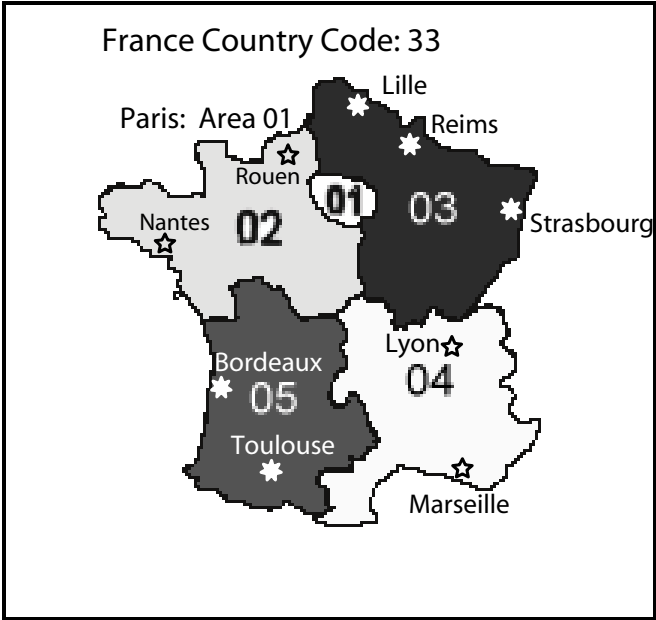 France Country Code: 33
Lille
Paris: Area 01
Reims
Rouen
01
03
Nantes
02
Strasbourg
Lyon
Bordeaux
04
05
Toulouse
Marseille